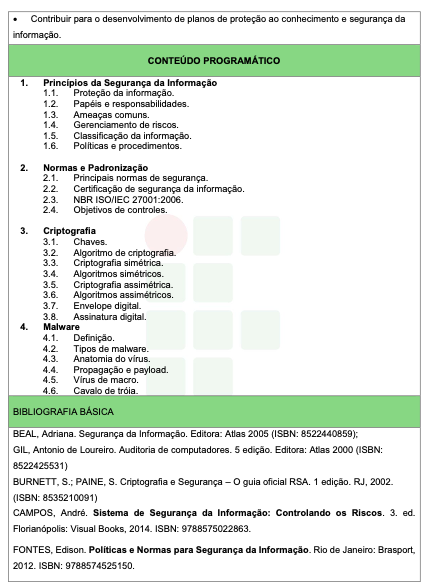 • Contribuir para o desenvolvimento de planos de proteção ao conhecimento e segurança da
informação.
CONTEÚDO PROGRAMÁTICO
1. Princípios da Segurança da Informação
1.1. Proteção da informação.
1.2. Papéis e responsabilidades.
1.3. Ameaças comuns.
1.4. Gerenciamento de riscos.
1.5. Classificação da informação.
1.6. Políticas e procedimentos.
2. Normas e Padronização
2.1. Principais normas de segurança.
2.2. Certificação de segurança da informação.
2.3. NBR ISO/IEC 27001:2006.
2.4. Objetivos de controles.
3. Criptografia
3.1. Chaves.
3.2. Algoritmo de criptografia.
3.3. Criptografia simétrica.
3.4. Algoritmos simétricos.
3.5. Criptografia assimétrica.
3.6. Algoritmos assimétricos.
3.7. Envelope digital.
3.8. Assinatura digital.
4. Malware
4.1. Definição.
4.2. Tipos de malware.
4.3. Anatomia do vírus.
4.4. Propagação e payload.
4.5. Vírus de macro.
4.6. Cavalo de tróia.
BIBLIOGRAFIA BÁSICA
BEAL, Adriana. Segurança da Informação. Editora: Atlas 2005 (ISBN: 8522440859);
GIL, Antonio de Loureiro. Auditoria de computadores. 5 edição. Editora: Atlas 2000 (ISBN:
8522425531)
BURNETT, S.; PAINE, S. Criptografia e Segurança – O guia oficial RSA. 1 edição. RJ, 2002.
(ISBN: 8535210091)
CAMPOS, André. Sistema de Segurança da Informação: Controlando os Riscos. 3. ed.
Florianópolis: Visual Books, 2014. ISBN: 9788575022863.
FONTES, Edison. Políticas e Normas para Segurança da Informação. Rio de Janeiro: Brasport,
2012. ISBN: 9788574525150.